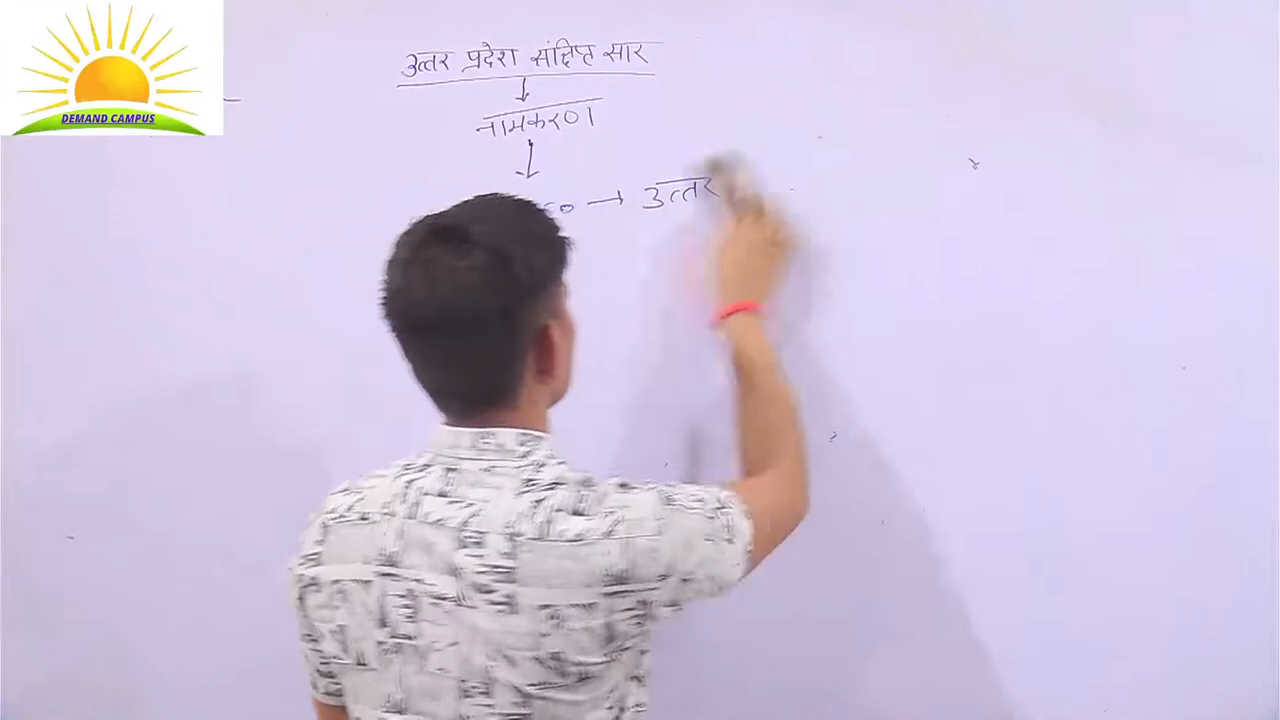 DEMAND CAMPUS
उत्तर प्रदेश संक्षिप्त सार
नामकरण
→ उत्तर